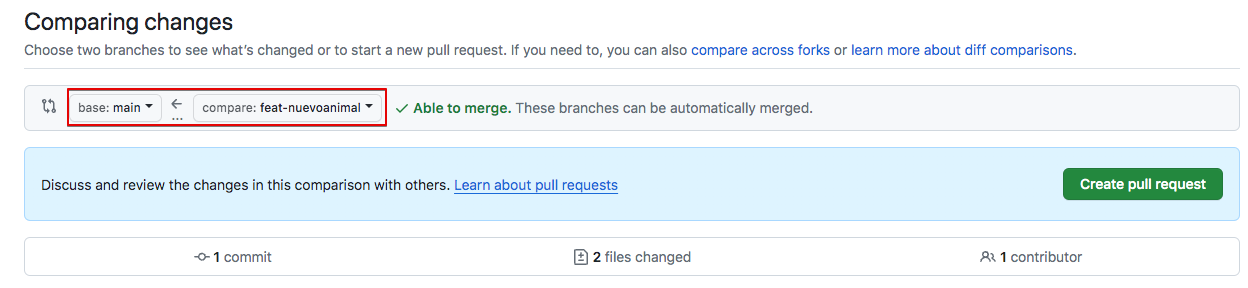 Comparing changes
Choose two branches to see what's changed or to start a new pull request. If you need to, you can also compare across forks or learn more about diff comparisons.
base: main ← ... compare: feat-nuevoanimal ✓ Able to merge. These branches can be automatically merged.
Discuss and review the changes in this comparison with others. Learn about pull requests Create pull request
1 commit 2 files changed 1 contributor